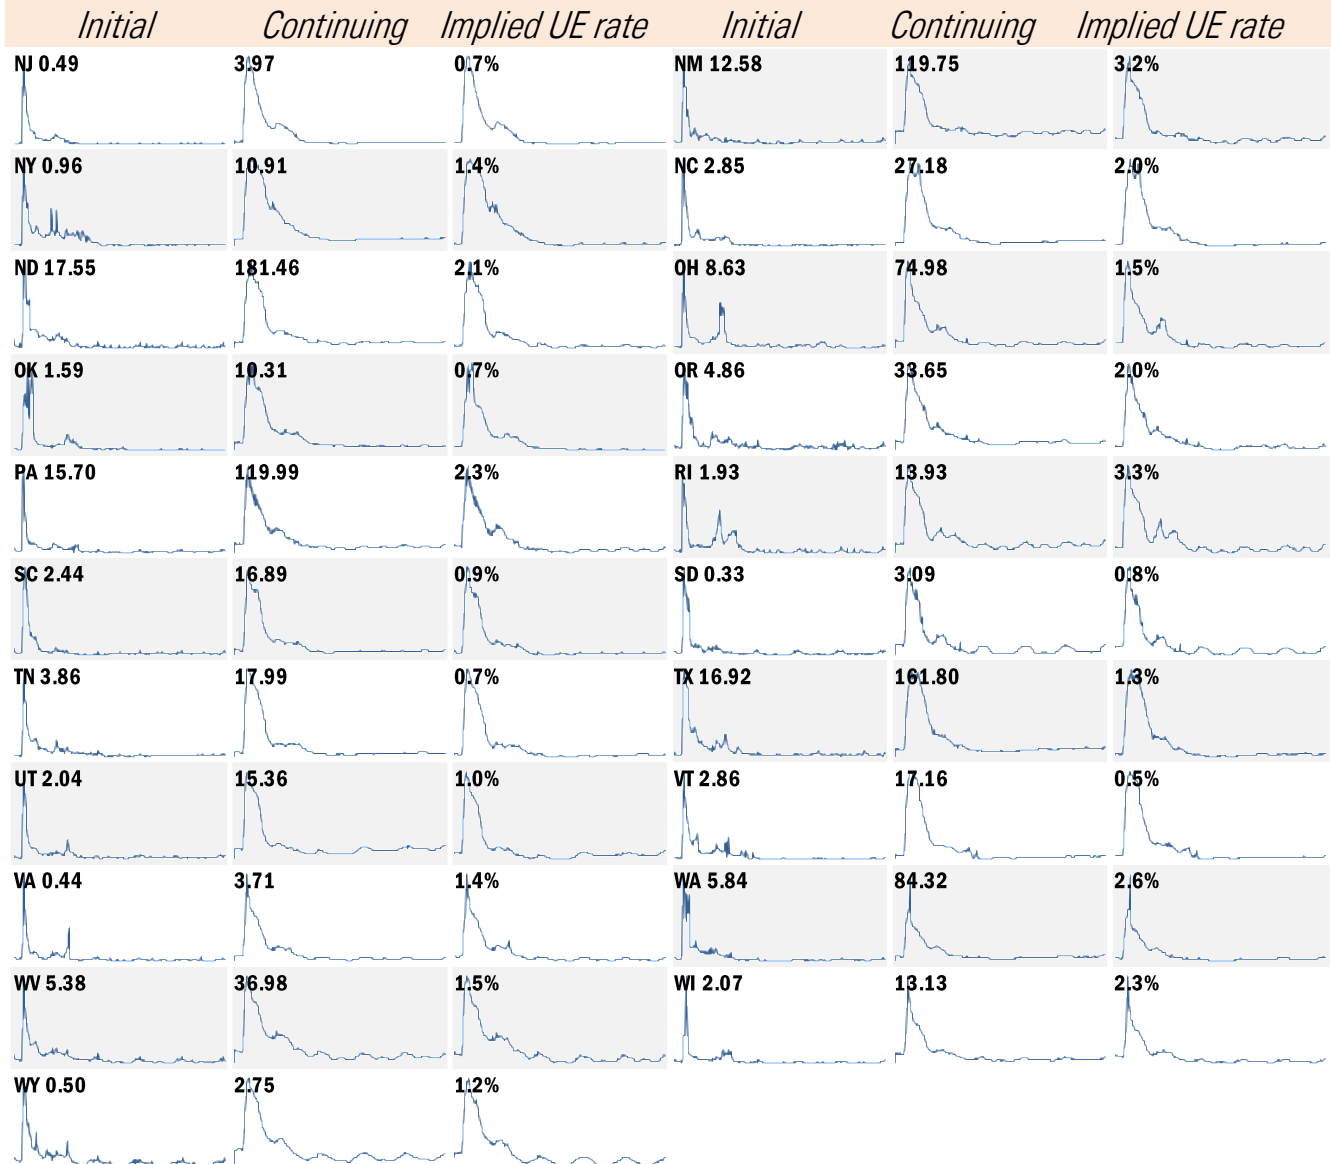 Initial Continuing Implied UE rate Initial Continuing Implied UE rate
NJ 0.49 3.97 0.7% NM 12.58 119.75 3.2%
NY 0.96 10.91 1.4% NC 2.85 27.18 2.0%
ND 17.55 181.46 2.1% OH 8.63 74.98 1.5%
OK 1.59 10.31 0.7% OR 4.86 33.65 2.0%
PA 15.70 119.99 2.3% RI 1.93 13.93 3.3%
SC 2.44 16.89 0.9% SD 0.33 3.09 0.8%
TN 3.86 17.99 0.7% TX 16.92 161.80 1.3%
UT 2.04 15.36 1.0% VT 2.86 17.16 0.5%
VA 0.44 3.71 1.4% WA 5.84 84.32 2.6%
WV 5.38 36.98 1.5% WI 2.07 13.13 2.3%
WY 0.50 2.75 1.2%